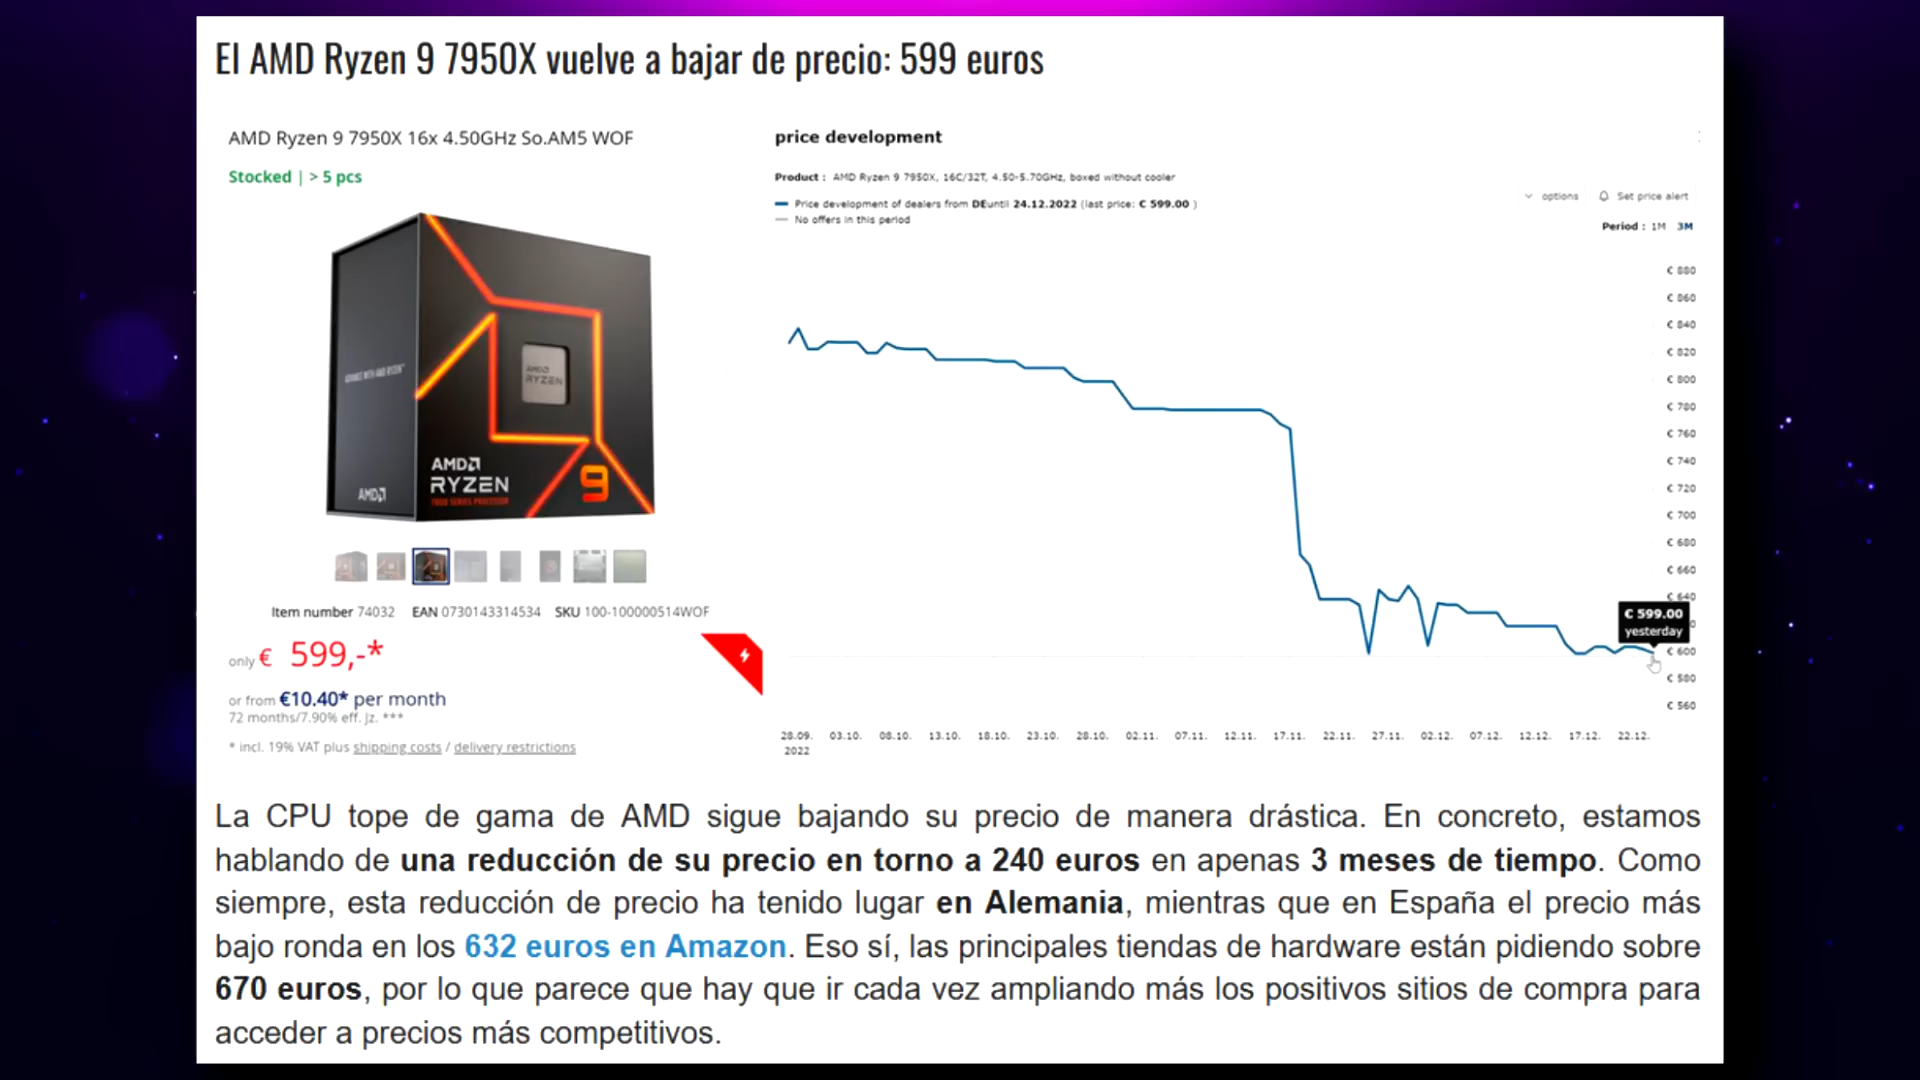 El AMD Ryzen 9 7950X vuelve a bajar de precio: 599 euros
AMD Ryzen 9 7950X 16x 4.50GHz So.AM5 WOF
Stocked | > 5 pcs
AMD
AMD
RYZEN
AMD
RYZEN
9
7000 SERIES PROCESSOR
Item number 74032 EAN 0730143314534 SKU 100-100000514WOF
only € 599,-*
or from €10.40* per month
72 months/7.90% eff. Jz. ***
* incl. 19% VAT plus shipping costs / delivery restrictions
price development
Product : AMD Ryzen 9 7950X, 16C/32T, 4.50-5.70GHz, boxed without cooler
Price development of dealers from DEuntil 24.12.2022 (last price: € 599.00 )
No offers in this period
options
Set price alert
Period : 1M 3M
€ 880
€ 860
€ 840
€ 820
€ 800
€ 780
€ 760
€ 740
€ 720
€ 700
€ 680
€ 660
€ 640
€ 599.00
yesterday
€ 600
€ 580
€ 560
28.09. 03.10. 08.10. 13.10. 18.10. 23.10. 28.10. 02.11. 07.11. 12.11. 17.11. 22.11. 27.11. 02.12. 07.12. 12.12. 17.12. 22.12.
2022
La CPU tope de gama de AMD sigue bajando su precio de manera drástica. En concreto, estamos
hablando de una reducción de su precio en torno a 240 euros en apenas 3 meses de tiempo. Como
siempre, esta reducción de precio ha tenido lugar en Alemania, mientras que en España el precio más
bajo ronda en los 632 euros en Amazon. Eso sí, las principales tiendas de hardware están pidiendo sobre
670 euros, por lo que parece que hay que ir cada vez ampliando más los positivos sitios de compra para
acceder a precios más competitivos.